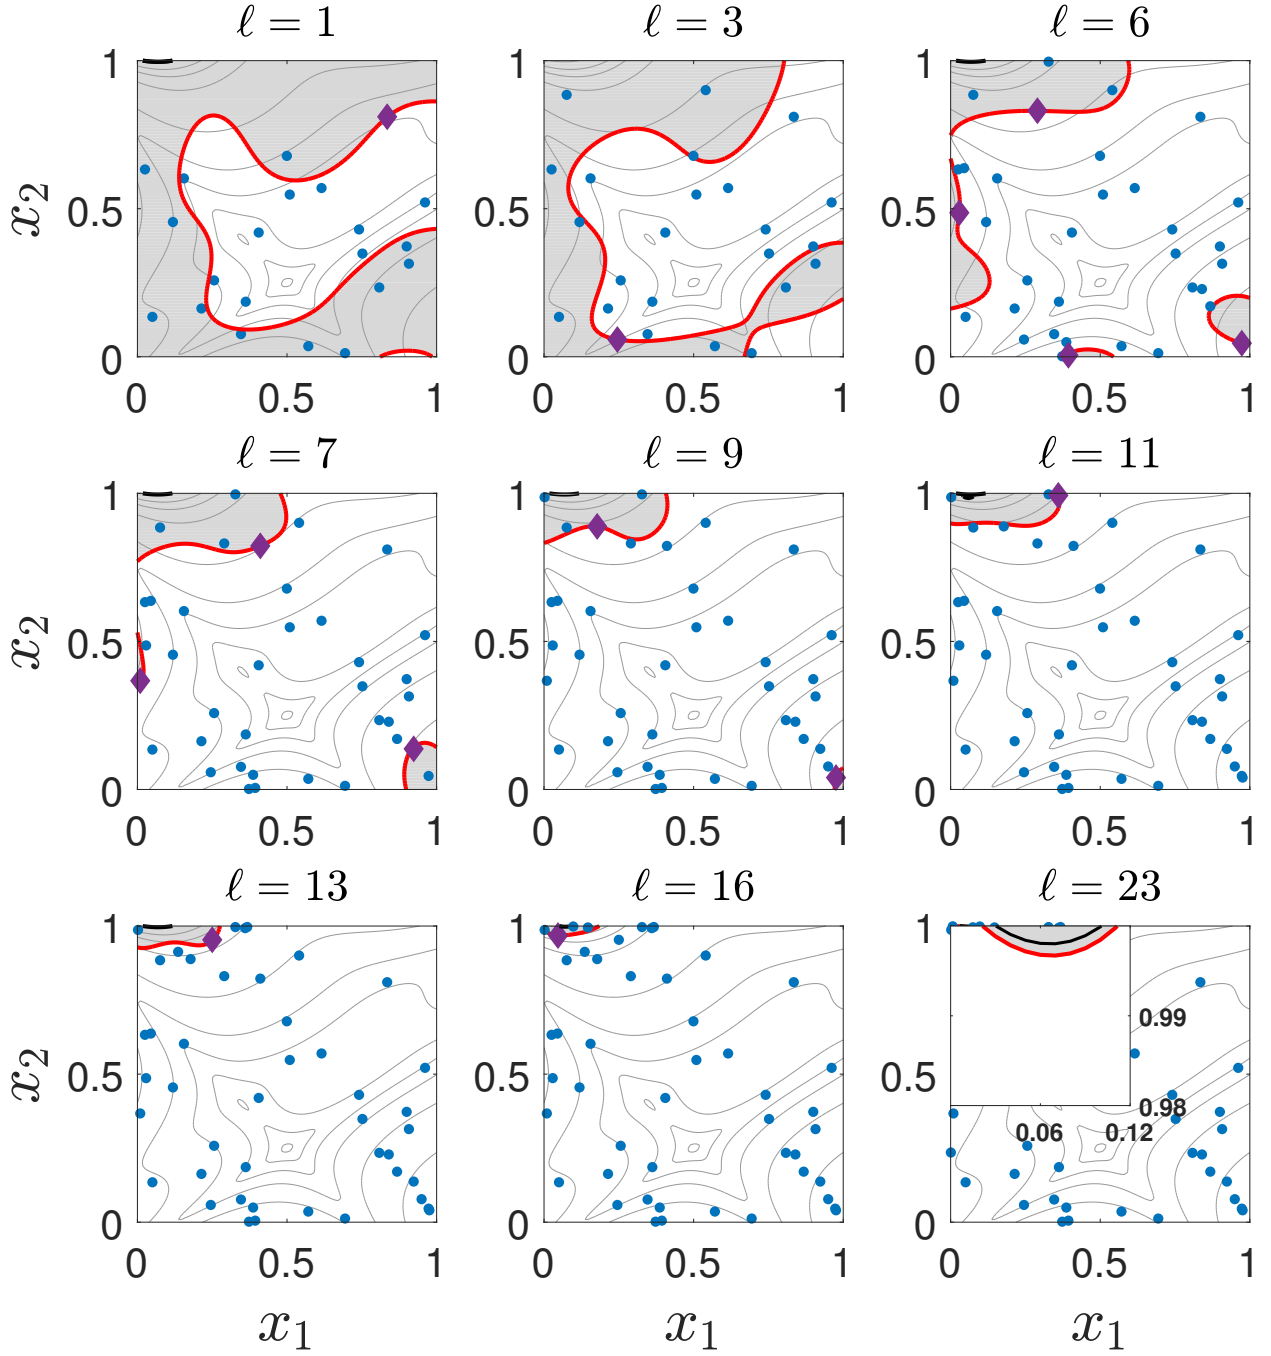 ℓ = 1 ℓ = 3 ℓ = 6
1 1 1
x₂ 0.5 0.5 0.5
0 0 0
0 0.5 1 0 0.5 1 0 0.5 1
ℓ = 7 ℓ = 9 ℓ = 11
1 1 1
x₂ 0.5 0.5 0.5
0 0 0
0 0.5 1 0 0.5 1 0 0.5 1
ℓ = 13 ℓ = 16 ℓ = 23
1 1 1
0.99
x₂ 0.5 0.5 0.5 0.98
0.06 0.12
0 0 0
0 0.5 1 0 0.5 1 0 0.5 1
x₁ x₁ x₁